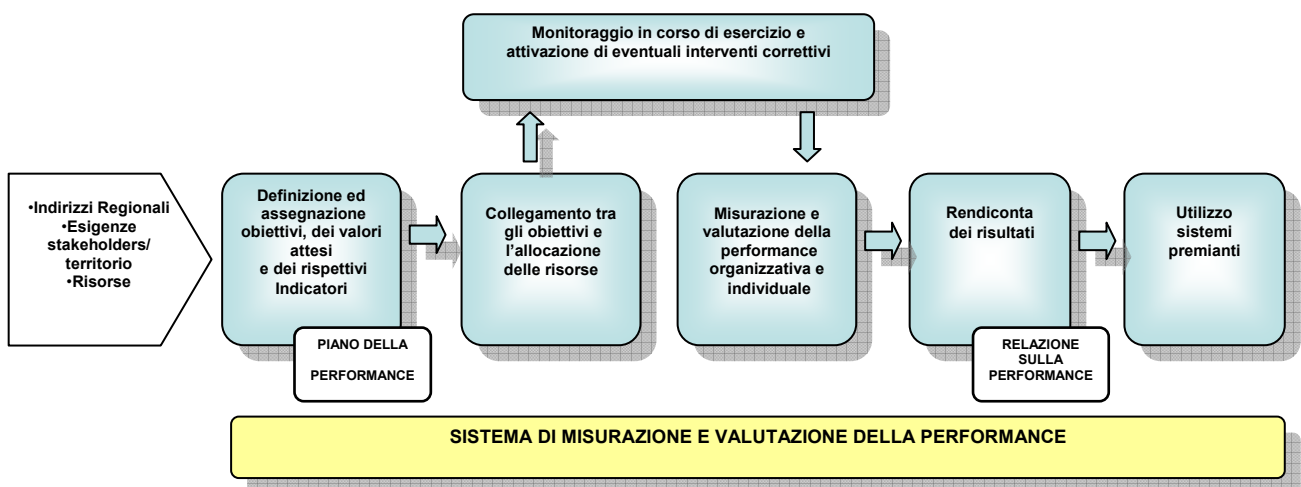 Monitoraggio in corso di esercizio e
attivazione di eventuali interventi correttivi
•Indirizzi Regionali
•Esigenze
stakeholders/
territorio
•Risorse
Definizione ed
assegnazione
obiettivi, dei valori
attesi
e dei rispettivi
Indicatori
PIANO DELLA
PERFORMANCE
Collegamento tra
gli obiettivi e
l'allocazione
delle risorse
Misurazione e
valutazione della
performance
organizzativa e
individuale
Rendiconta
dei risultati
RELAZIONE
SULLA
PERFORMANCE
Utilizzo
sistemi
premianti
SISTEMA DI MISURAZIONE E VALUTAZIONE DELLA PERFORMANCE